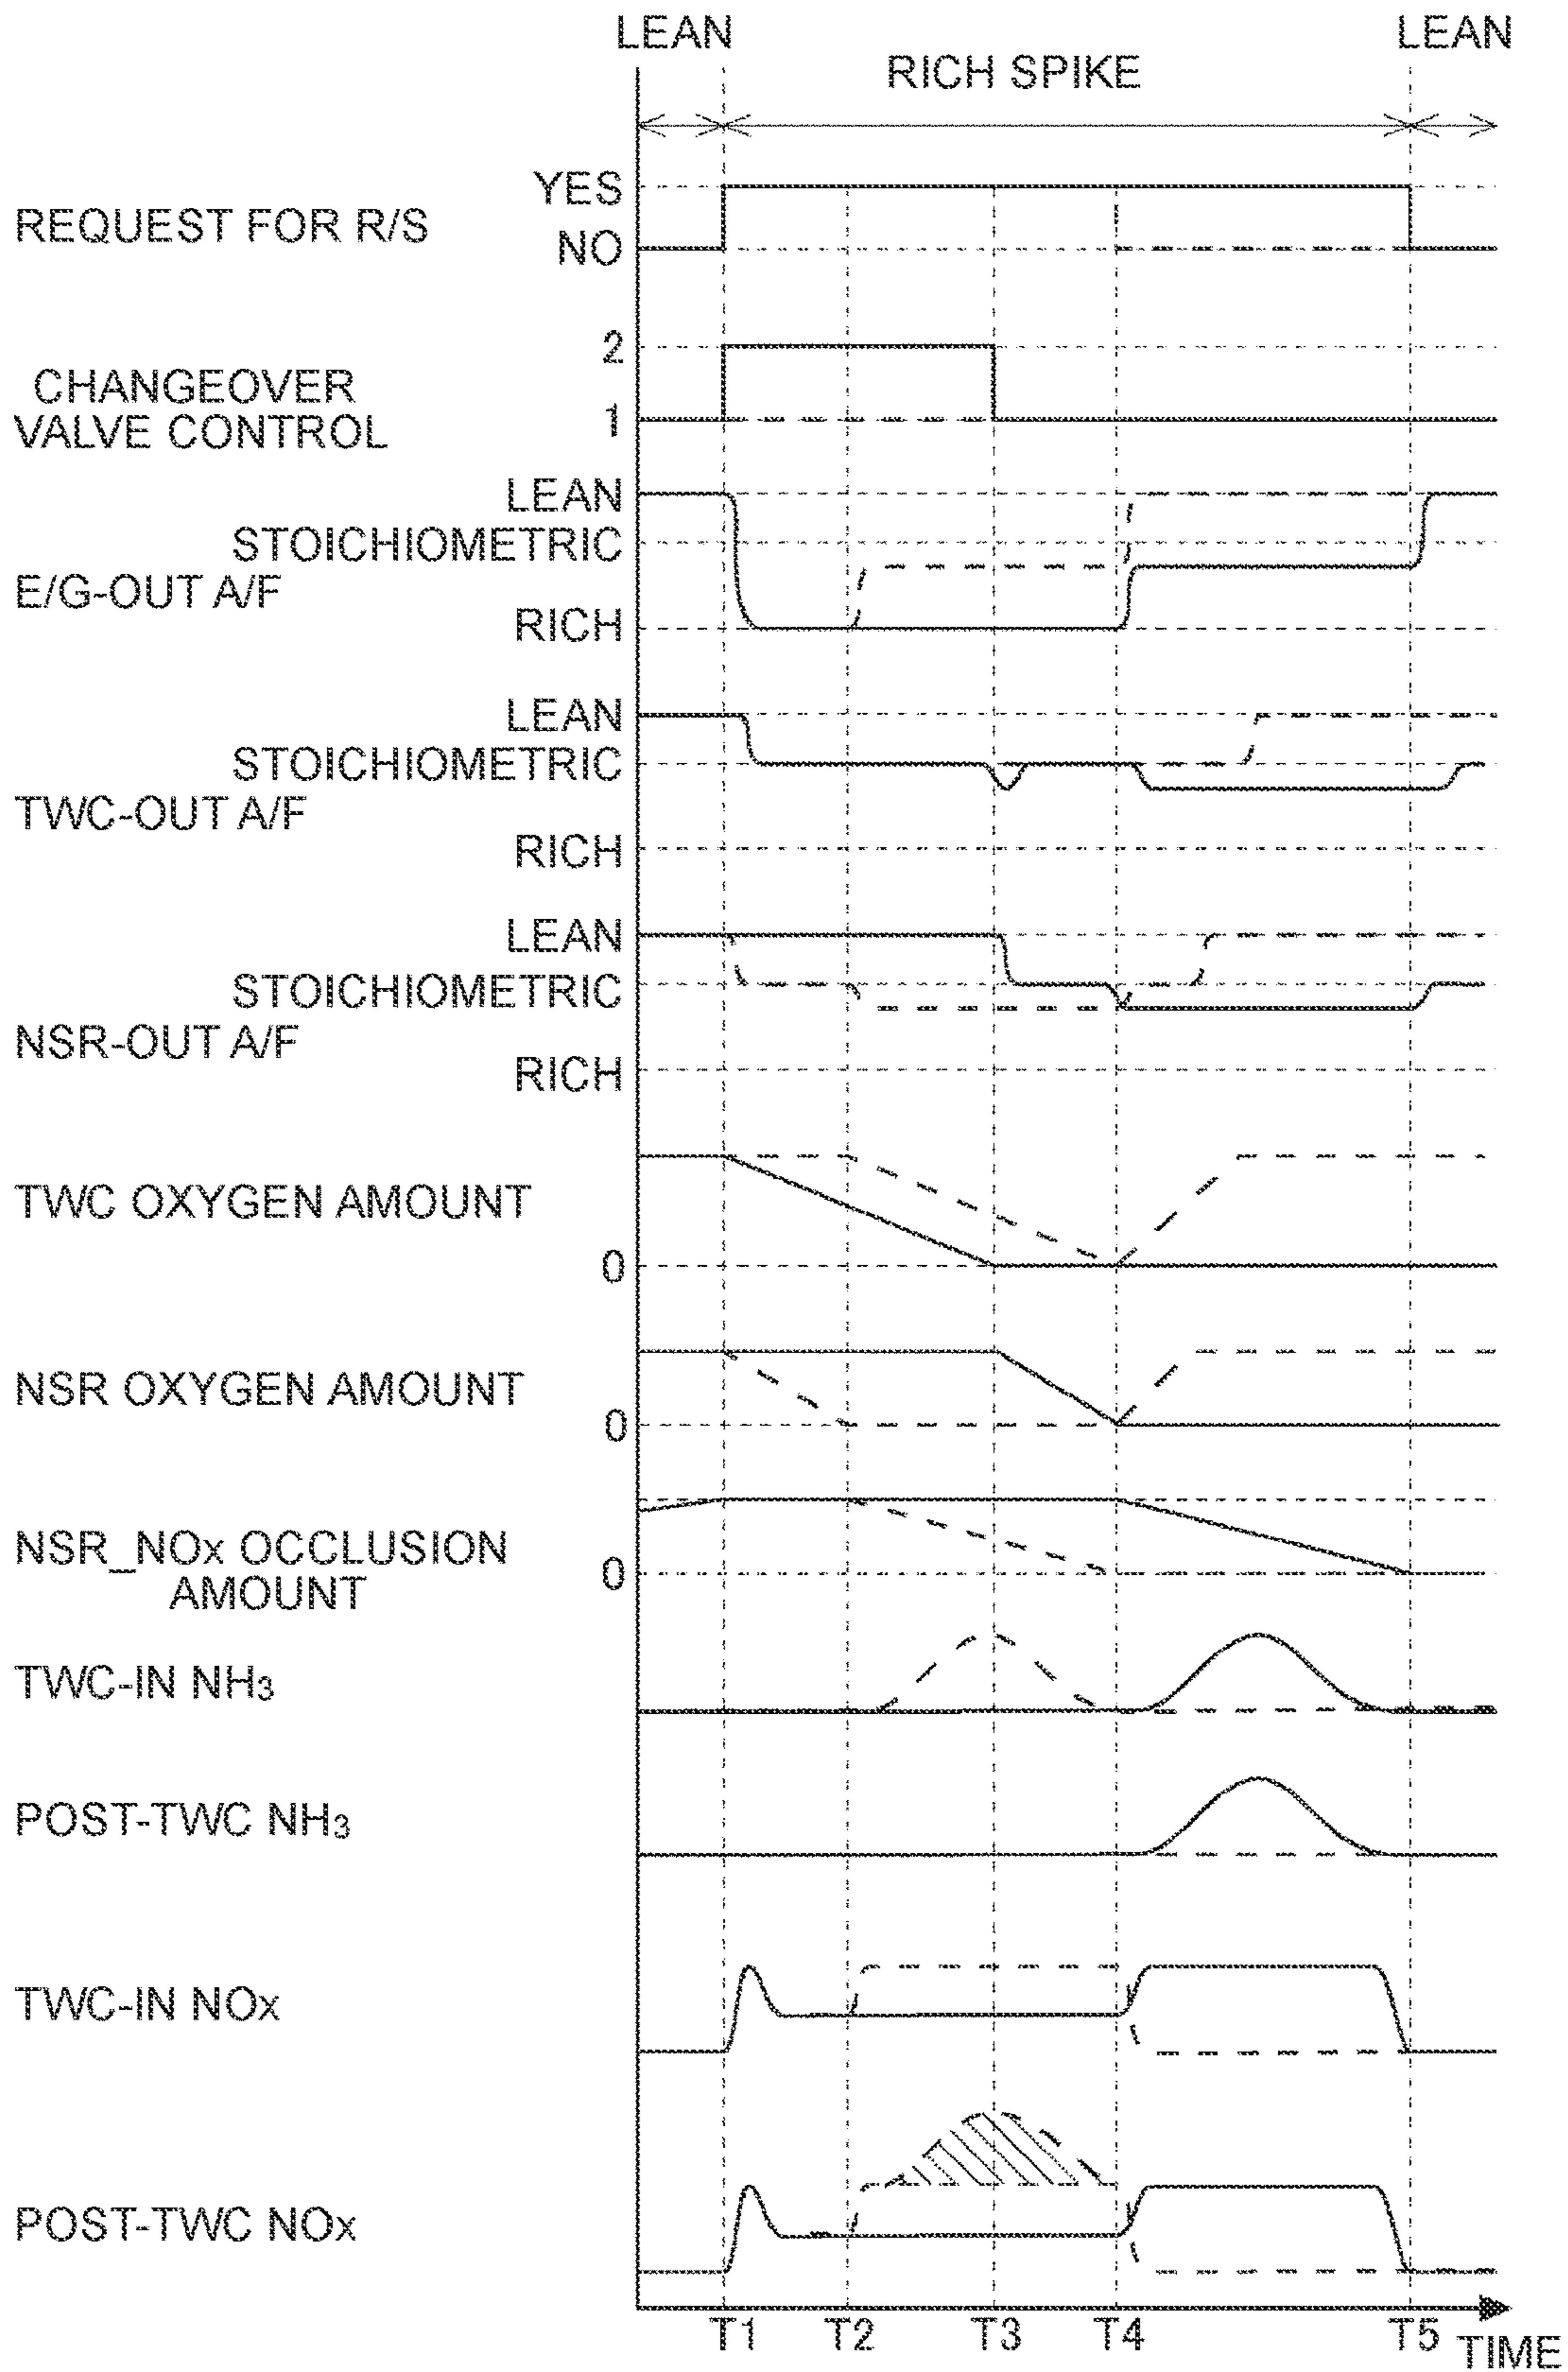 LEAN
LEAN
RICH SPIKE
YES
REQUEST FOR R/S
NO
2
CHANGEOVER
VALVE CONTROL
1
LEAN
STOICHIOMETRIC
E/G-OUT A/F
RICH
LEAN
STOICHIOMETRIC
TWC-OUT A/F
RICH
LEAN
STOICHIOMETRIC
NSR-OUT A/F
RICH
TWC OXYGEN AMOUNT
0
NSR OXYGEN AMOUNT
0
NSR_NOx OCCLUSION
AMOUNT
0
TWC-IN NH3
POST-TWC NH3
TWC-IN NOx
POST-TWC NOx
T1 T2 T3 T4 T5
TIME